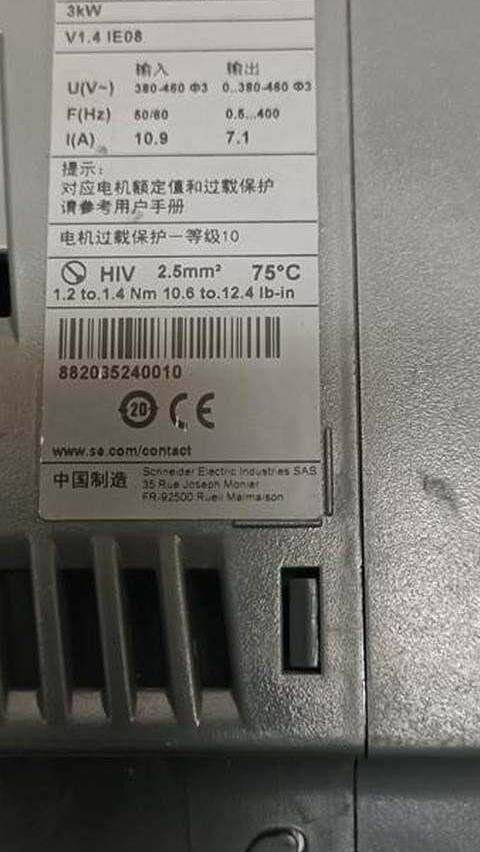 3kW
V1.4 IE08
输入 输出
U(V~) 380-460 Φ3 0..380-460 Φ3
F(Hz) 50/60 0.5...400
I(A) 10.9 7.1
提示:
对应电机额定值和过载保护
请参考用户手册
电机过载保护一等级10
HIV 2.5mm² 75°C
1.2 to.1.4 Nm 10.6 to.12.4 lb-in
882035240010
20 CE
www.se.com/contact
中国制造 Schneider Electric Industries SAS
35 Rue Joseph Monier
FR-92500 Rueil Malmaison